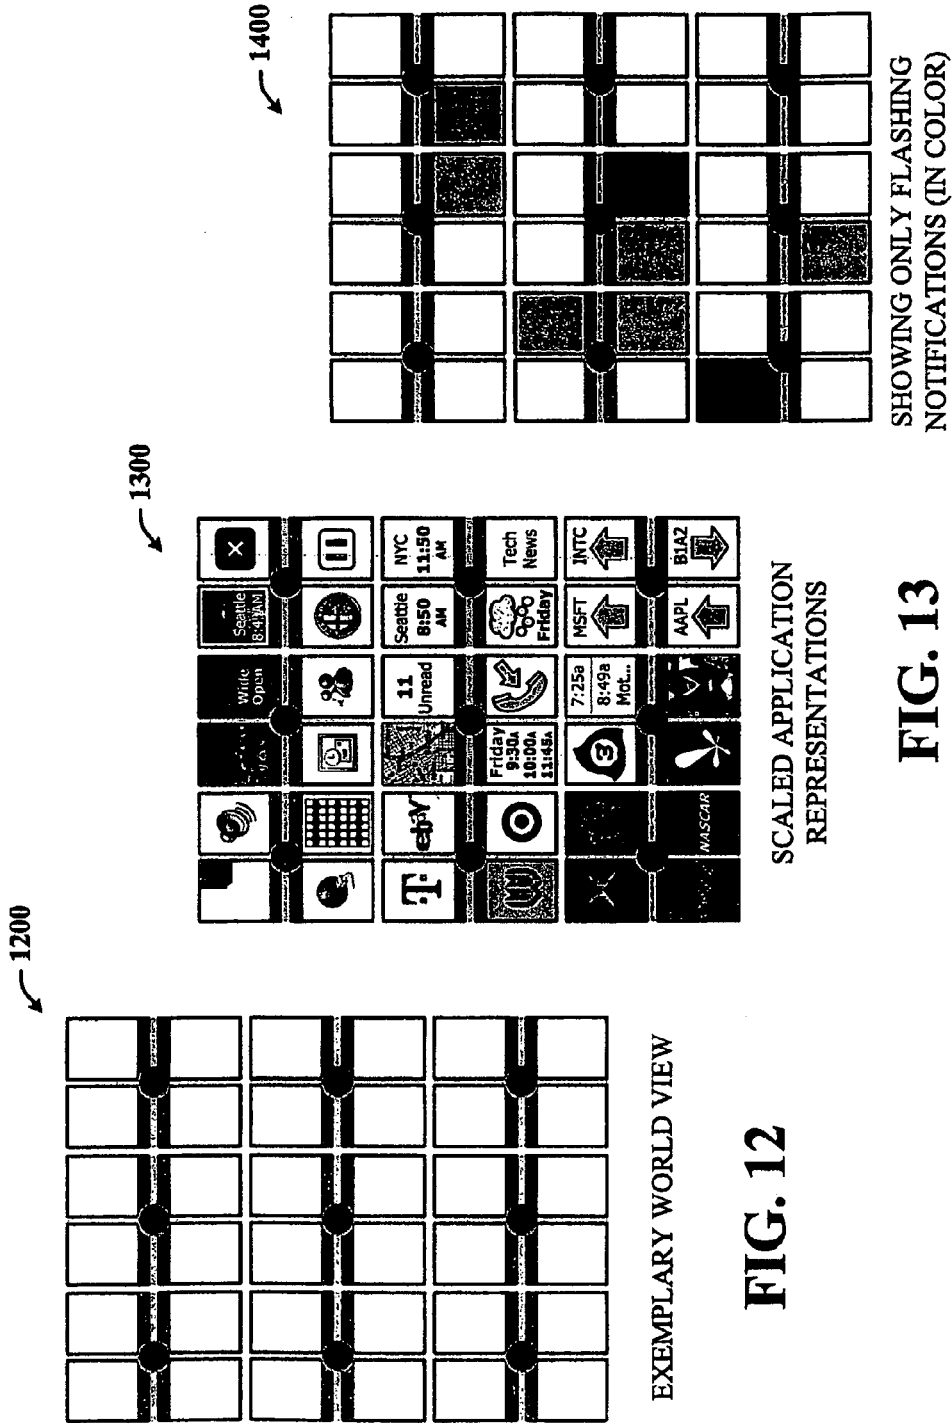 1200
EXEMPLARY WORLD VIEW
FIG. 12
1300
Wide
Open
Seattle
T
ebay
11
Unread
Seattle
8:50
AM
NYC
11:50
AM
Friday
9:30A
10:00A
11:45A
Friday
Tech
News
3
7:25a
8:49a
Mot...
MSFT
INTC
NASCAR
AAPL
B1A2
SCALED APPLICATION
REPRESENTATIONS
FIG. 13
1400
SHOWING ONLY FLASHING
NOTIFICATIONS (IN COLOR)